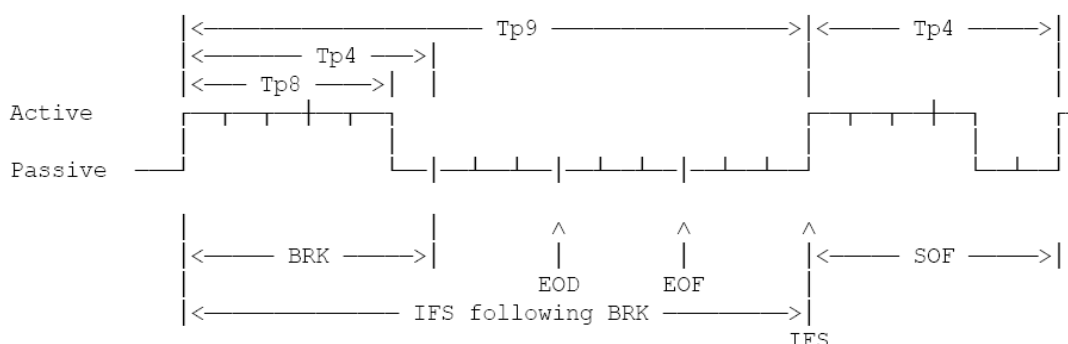 Tp9 Tp4
Tp4
Tp8
Active
Passive
BRK SOF
EOD EOF
IFS following BRK
IFS